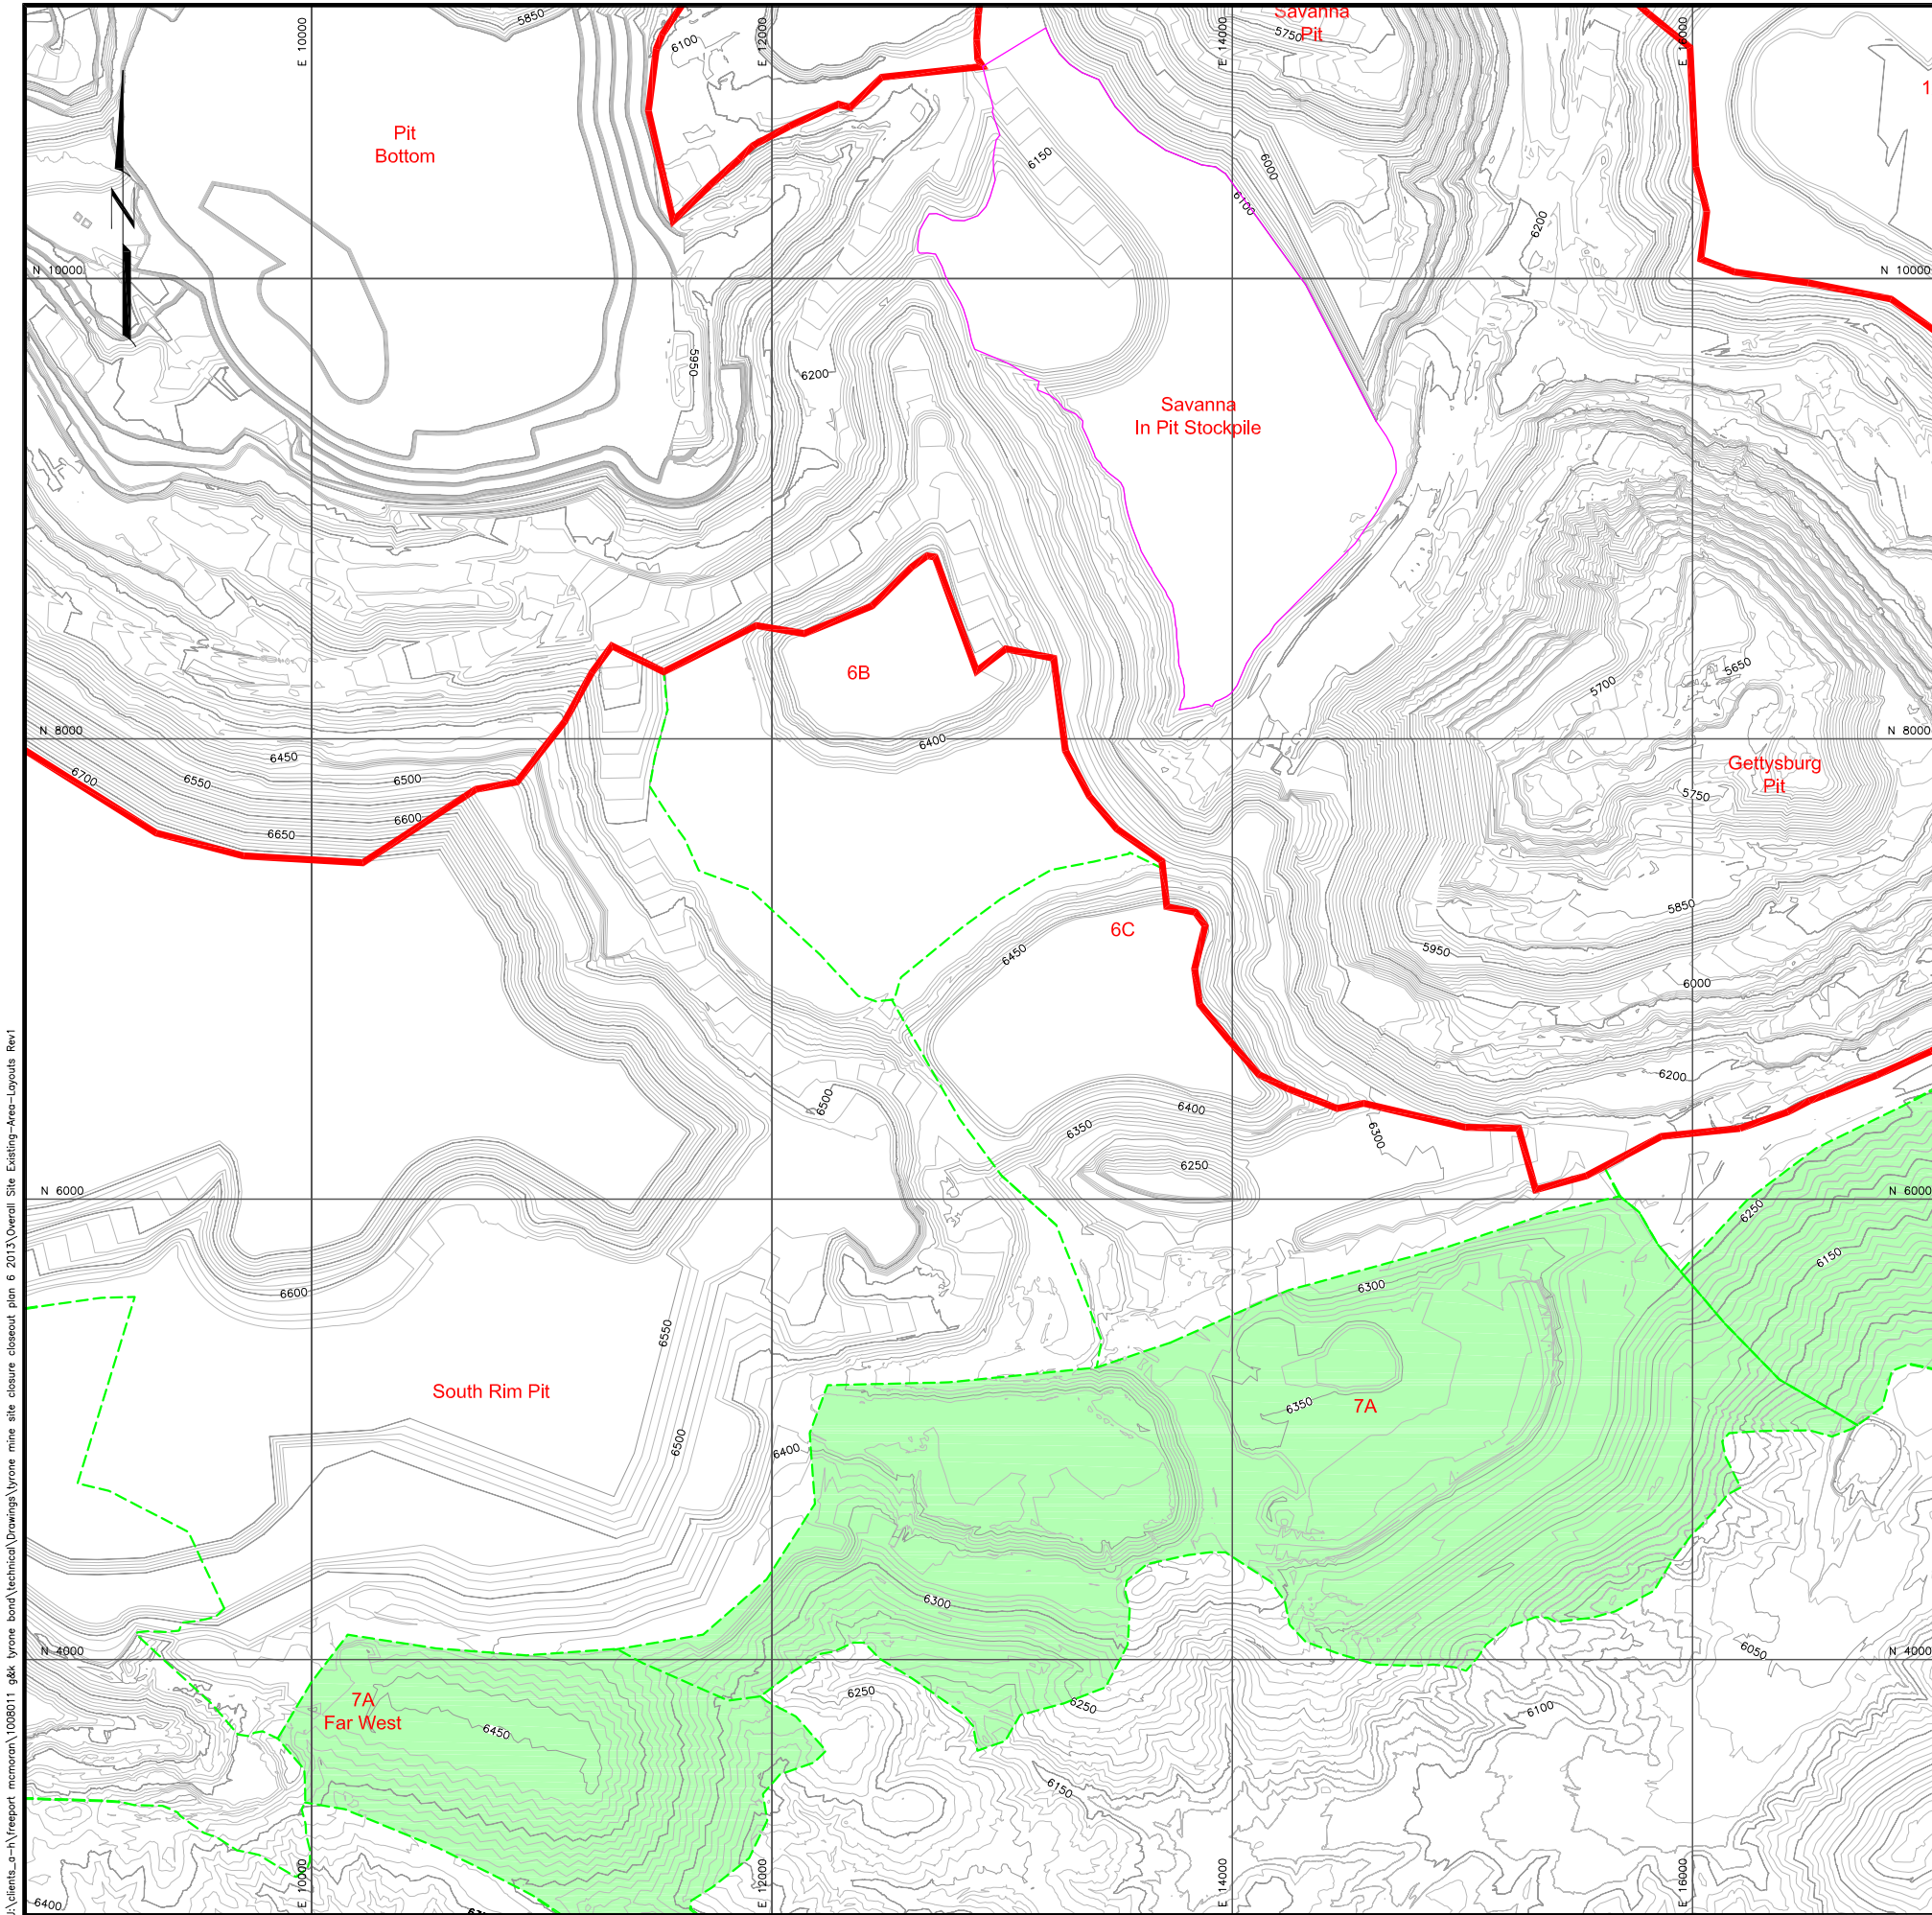 5850
E 10000
6100
E 12000
E 14000
Savanna
Pit
5750
E 16000
1
Pit
Bottom
6150
6000
6100
6200
N 10000
N 10000
5950
6200
Savanna
In Pit Stockpile
6B
5650
5700
N 8000
N 8000
6400
6450
6700
6550
6500
6600
6650
Gettysburg
Pit
5750
5850
6C
6450
5950
6000
6200
6500
6400
6350
6300
6250
N 6000
N 6000
6250
6150
6600
6300
6550
South Rim Pit
6350
7A
6500
6400
6300
N 4000
N 4000
6050
7A
Far West
6450
6250
6250
6100
6150
E 10000
E 12000
E 14000
E 16000
6400
J:\clients_a-h\freeport mcmoran\1008011 g&k tyrone bond\technical\Drawings\tyrone mine site closure closeout plan 6 2013\Overall Site Existing-Area-Layouts Rev1